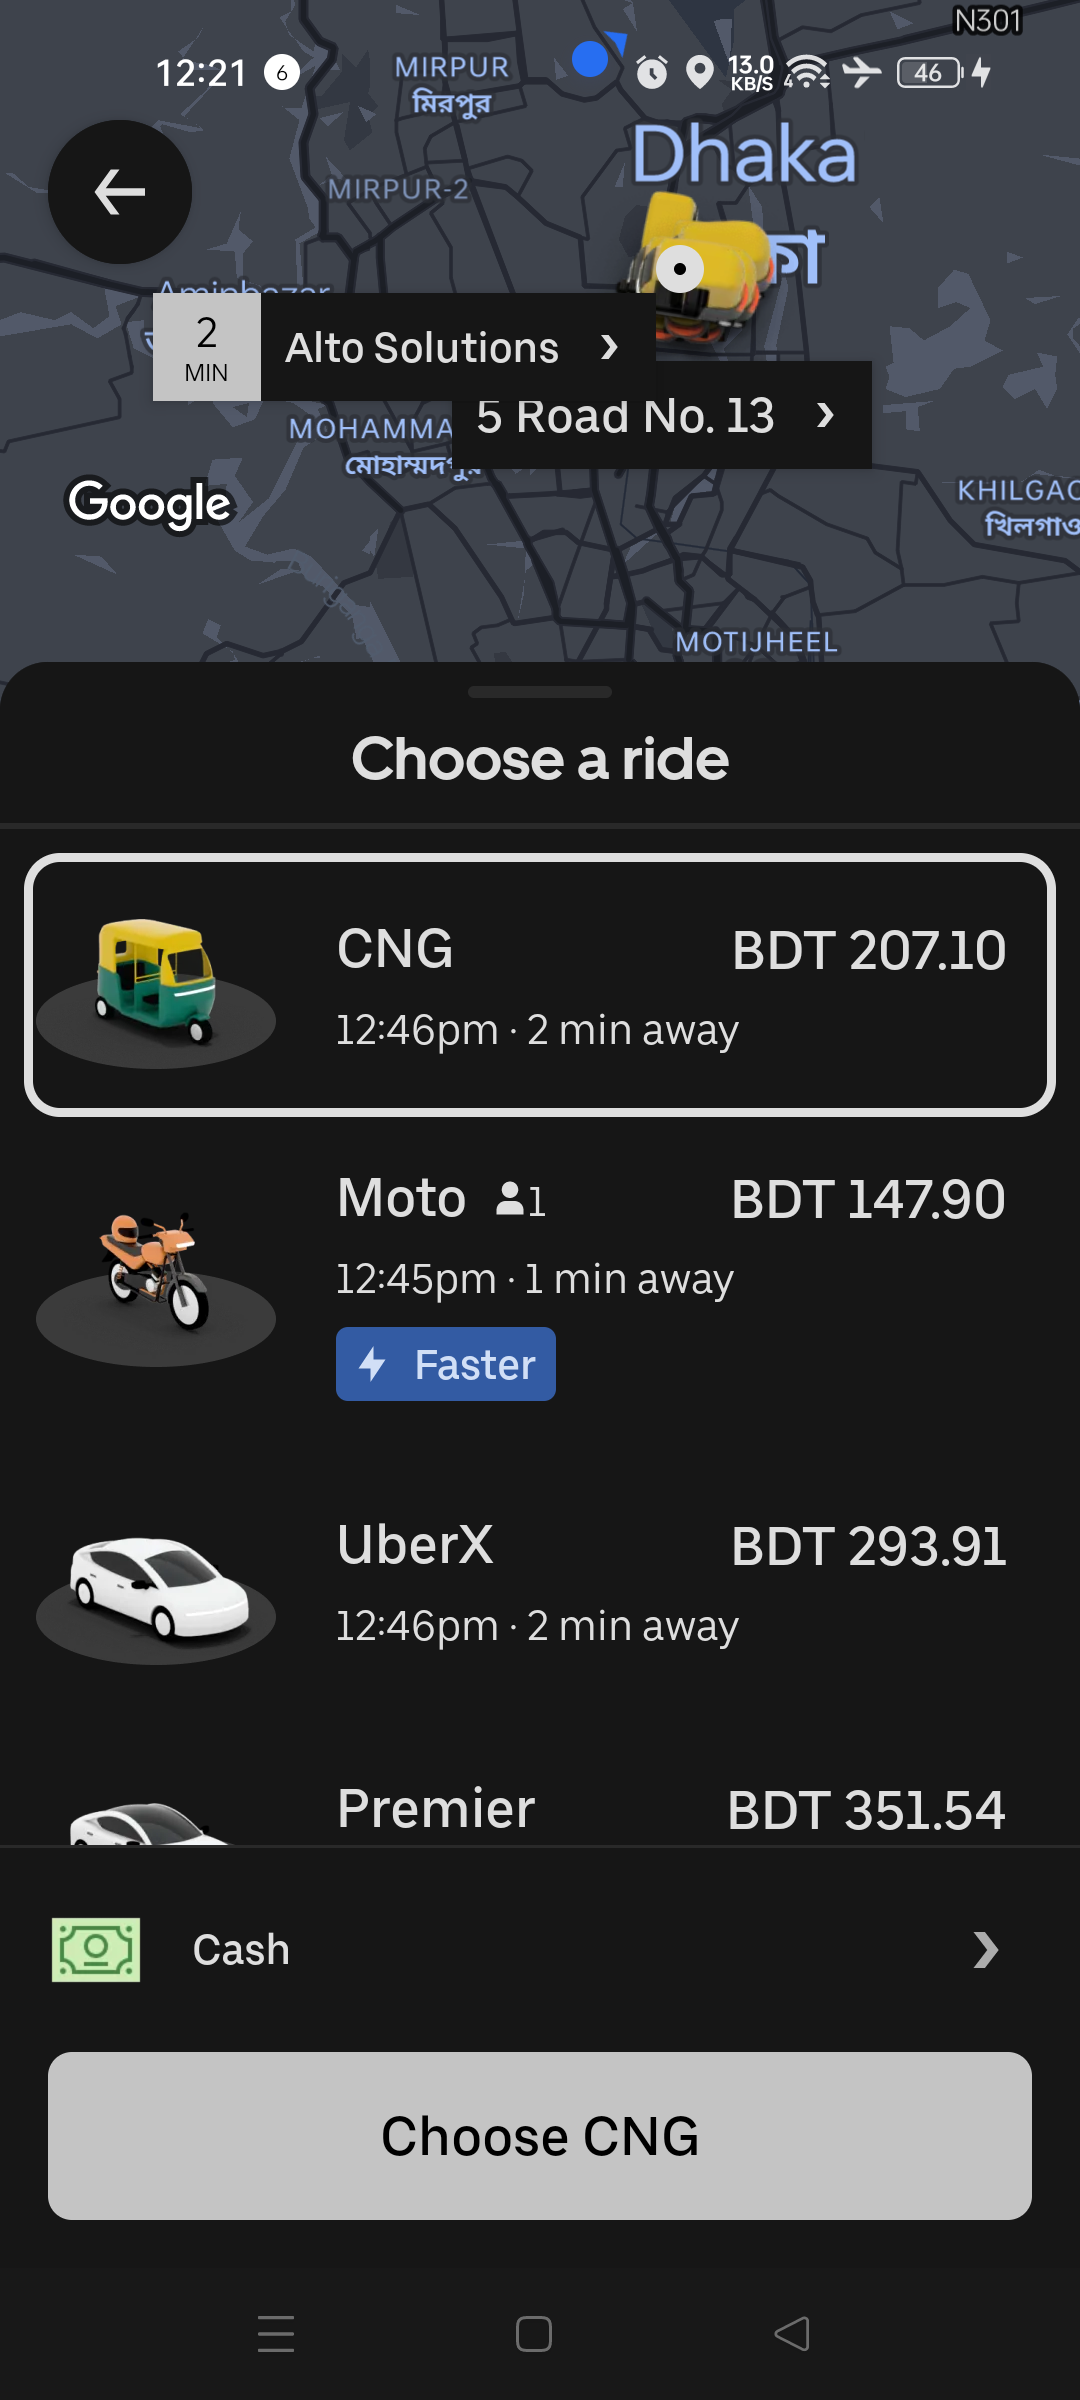 N301
12:21 6 13.0 KB/S 4 46
MIRPUR
মিরপুর
Dhaka
MIRPUR-2
Aminbazar
2 MIN Alto Solutions
5 Road No. 13
MOHAMMA
মোহাম্মদপুর
Google
KHILGAO
খিলগাও
MOTIJHEEL
Choose a ride
CNG BDT 207.10
12:46pm · 2 min away
Moto 1 BDT 147.90
12:45pm · 1 min away
Faster
UberX BDT 293.91
12:46pm · 2 min away
Premier BDT 351.54
Cash
Choose CNG